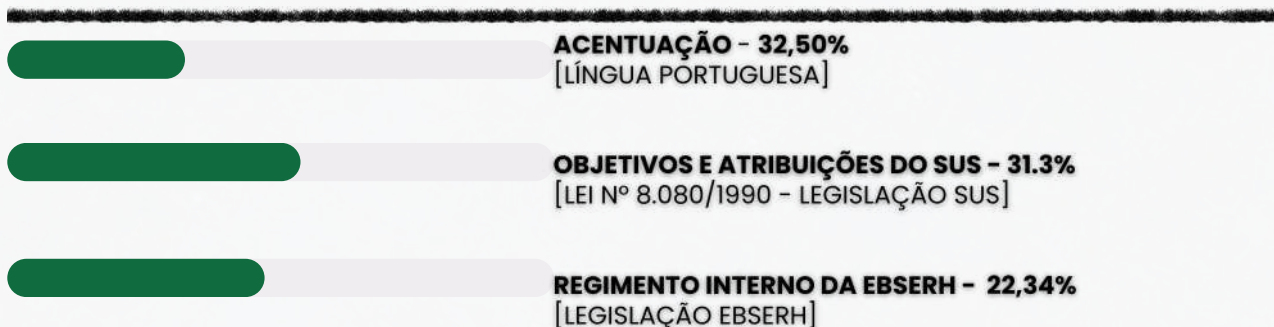 ACENTUAÇÃO - 32,50%
[LÍNGUA PORTUGUESA]
OBJETIVOS E ATRIBUIÇÕES DO SUS - 31.3%
[LEI Nº 8.080/1990 - LEGISLAÇÃO SUS]
REGIMENTO INTERNO DA EBSERH - 22,34%
[LEGISLAÇÃO EBSERH]